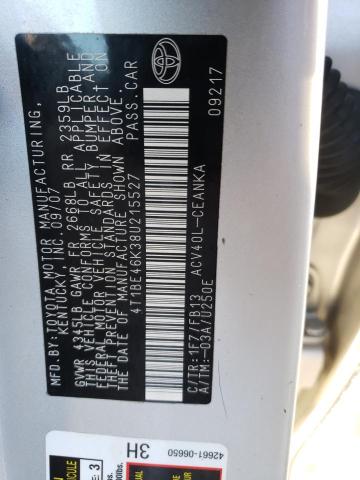 MFD.BY:TOYOTA MOTOR MANUFACTURING,
KENTUCKY, INC. 09/07
GVWR 4345LB GAWR FR 2668LB RR 2359LB
THIS VEHICLE CONFORMS TO ALL APPLICABLE
FEDERAL MOTOR VEHICLE SAFETY, BUMPER, AND
THEFT PREVENTION STANDARDS IN EFFECT ON
THE DATE OF MANUFACTURE SHOWN ABOVE.
4T1BE46K38U215527 PASS.CAR
C/TR:1F7/FB13 ACV40L-CEANKA
A/TM:-03A/U250E
09217
42661-06650
3H
3